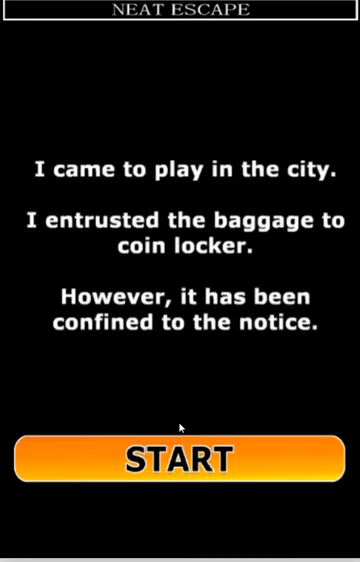 NEAT ESCAPE
I came to play in the city.
I entrusted the baggage to
coin locker.
However, it has been
confined to the notice.
START